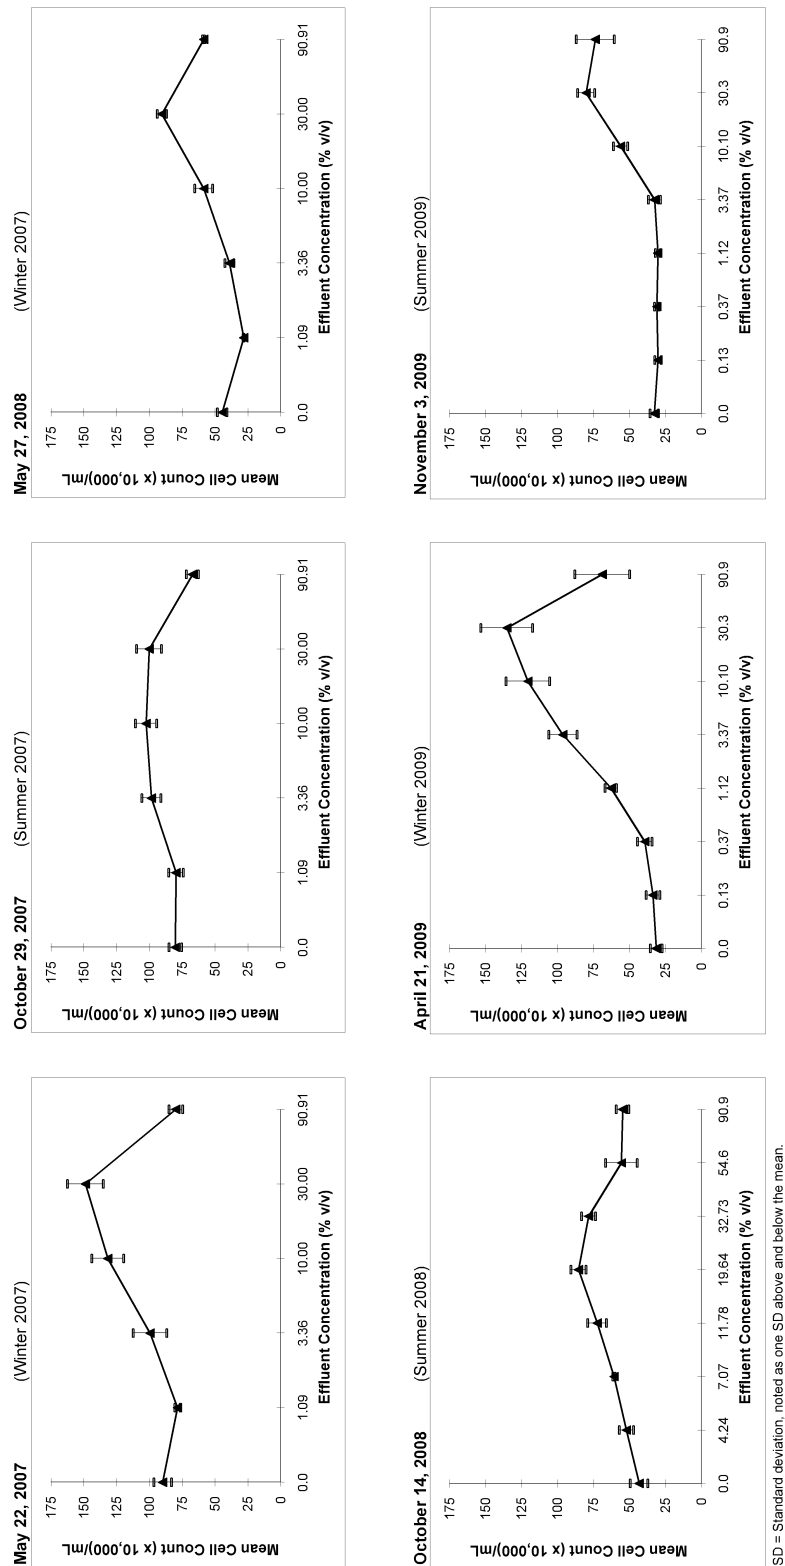 May 22, 2007 (Winter 2007)
Mean Cell Count (x 10,000)/mL
175
150
125
100
75
50
25
0
0.0 1.09 3.36 10.00 30.00 90.91
Effluent Concentration (% v/v)
October 29, 2007 (Summer 2007)
Mean Cell Count (x 10,000)/mL
175
150
125
100
75
50
25
0
0.0 1.09 3.36 10.00 30.00 90.91
Effluent Concentration (% v/v)
May 27, 2008 (Winter 2007)
Mean Cell Count (x 10,000)/mL
175
150
125
100
75
50
25
0
0.0 1.09 3.36 10.00 30.00 90.91
Effluent Concentration (% v/v)
October 14, 2008 (Summer 2008)
Mean Cell Count (x 10,000)/mL
175
150
125
100
75
50
25
0
0.0 4.24 7.07 11.78 19.64 32.73 54.6 90.9
Effluent Concentration (% v/v)
April 21, 2009 (Winter 2009)
Mean Cell Count (x 10,000)/mL
175
150
125
100
75
50
25
0
0.0 0.13 0.37 1.12 3.37 10.10 30.3 90.9
Effluent Concentration (% v/v)
November 3, 2009 (Summer 2009)
Mean Cell Count (x 10,000)/mL
175
150
125
100
75
50
25
0
0.0 0.13 0.37 1.12 3.37 10.10 30.3 90.9
Effluent Concentration (% v/v)
SD = Standard deviation, noted as one SD above and below the mean.